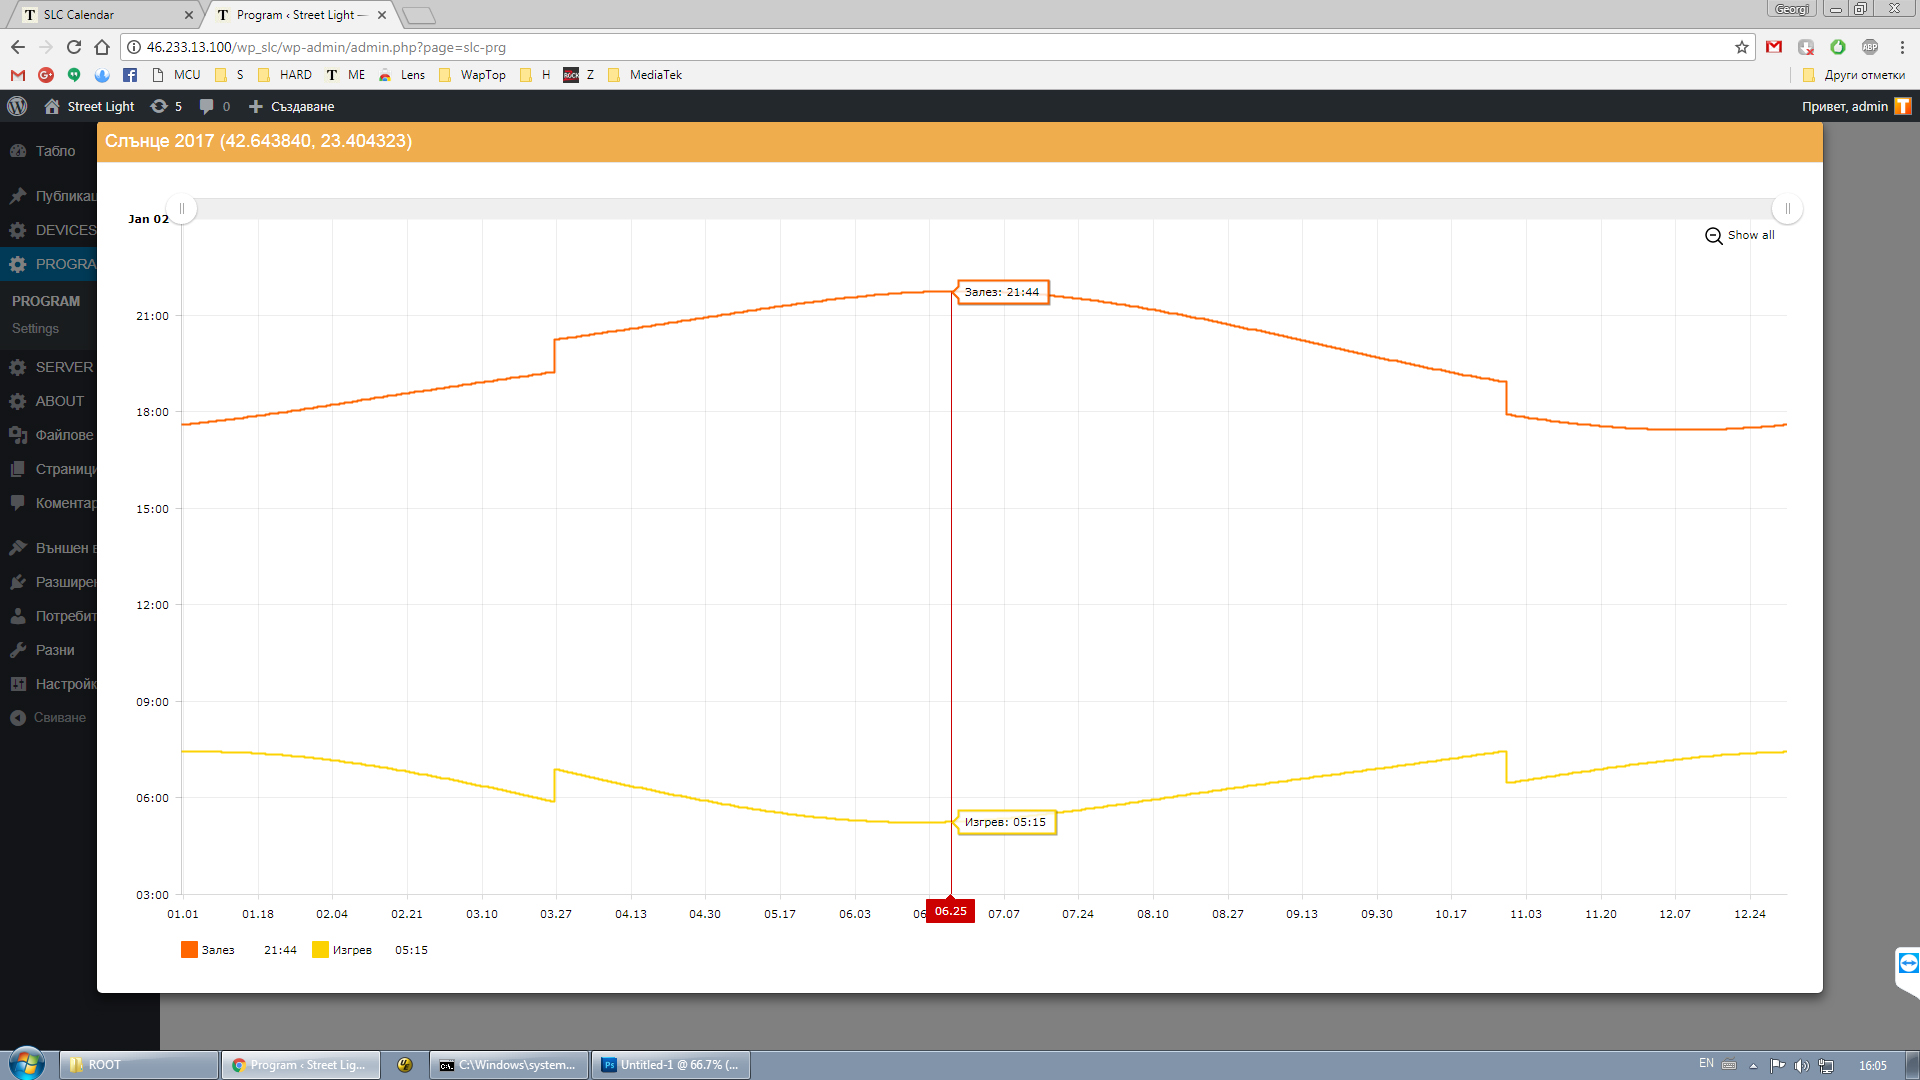 SLC Calendar
Program ‹ Street Light —
Georgi
46.233.13.100/wp_slc/wp-admin/admin.php?page=slc-prg
MCU S HARD ME Lens WapTop H Z MediaTek Други отметки
Street Light 5 0 Създаване Привет, admin
Слънце 2017 (42.643840, 23.404323)
Табло
Публикац
DEVICES
PROGRA
PROGRAM
Settings
SERVER
ABOUT
Файлове
Страници
Коментар
Външен в
Разширен
Потребит
Разни
Настройк
Свиване
Jan 02
Show all
21:00
18:00
15:00
12:00
09:00
06:00
03:00
Залез: 21:44
Изгрев: 05:15
01.01 01.18 02.04 02.21 03.10 03.27 04.13 04.30 05.17 06.03 06.25 07.07 07.24 08.10 08.27 09.13 09.30 10.17 11.03 11.20 12.07 12.24
Залез 21:44 Изгрев 05:15
ROOT
Program ‹ Street Lig...
C:\Windows\system...
Untitled-1 @ 66.7% (...
EN
16:05